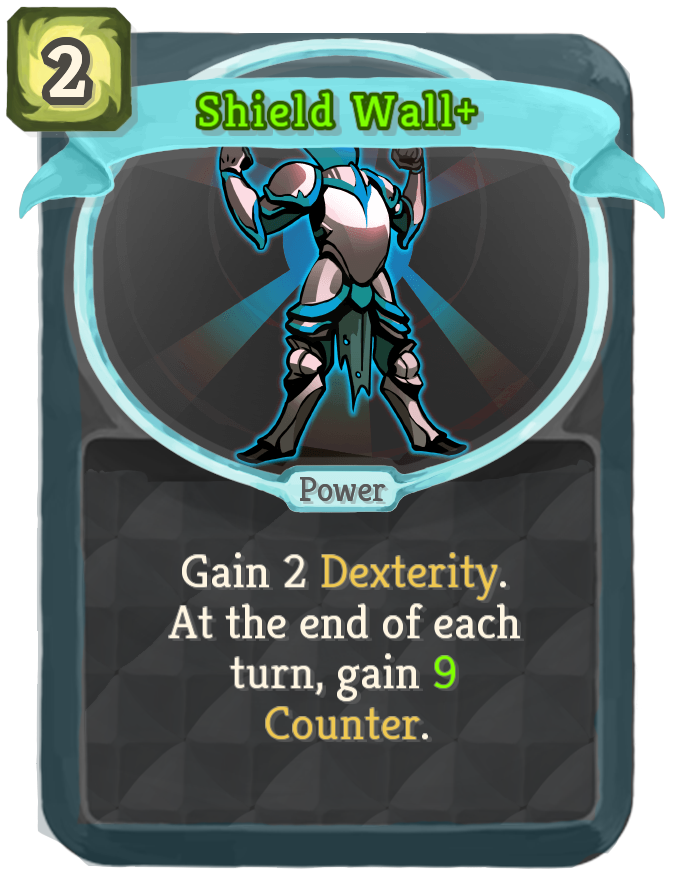 2
Shield Wall+
Power
Gain 2 Dexterity.
At the end of each
turn, gain 9
Counter.